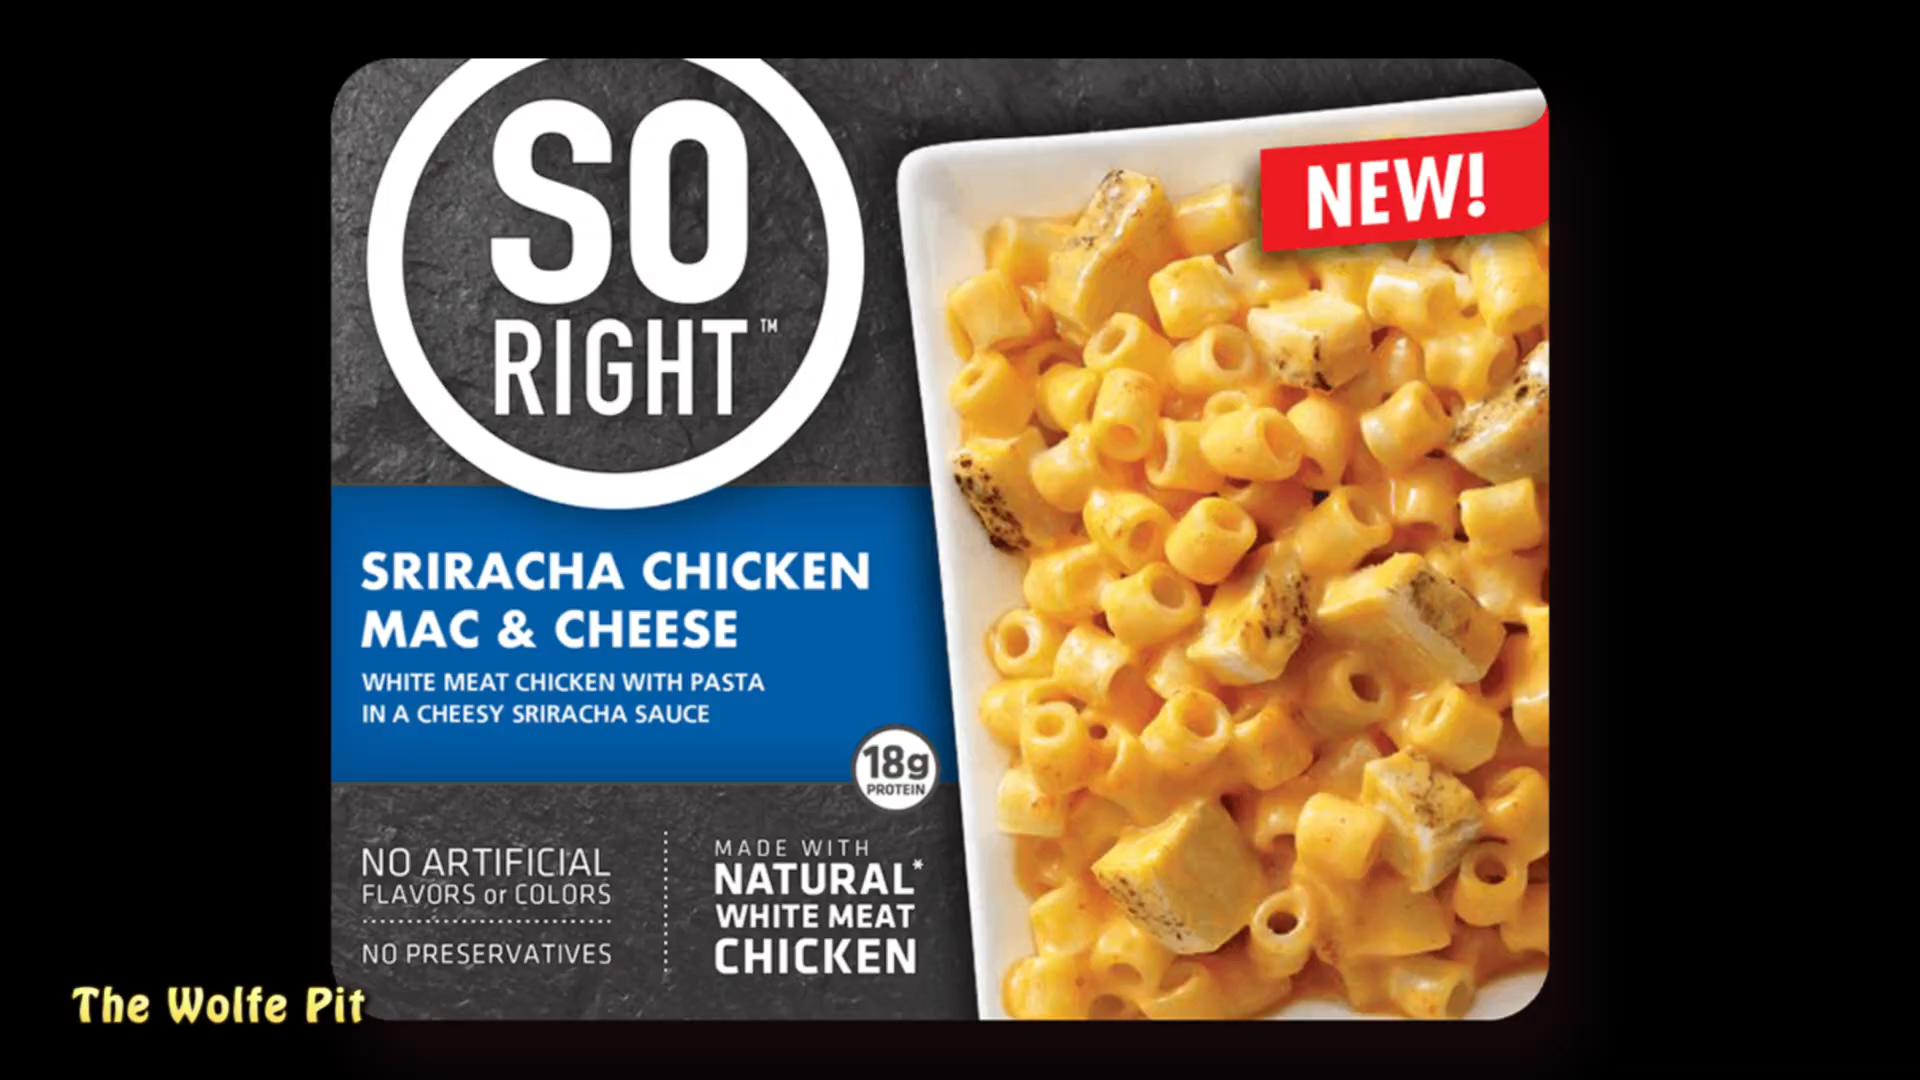 SO
RIGHT™
NEW!
SRIRACHA CHICKEN
MAC & CHEESE
WHITE MEAT CHICKEN WITH PASTA
IN A CHEESY SRIRACHA SAUCE
18g
PROTEIN
NO ARTIFICIAL
FLAVORS or COLORS
NO PRESERVATIVES
MADE WITH
NATURAL*
WHITE MEAT
CHICKEN
The Wolfe Pit